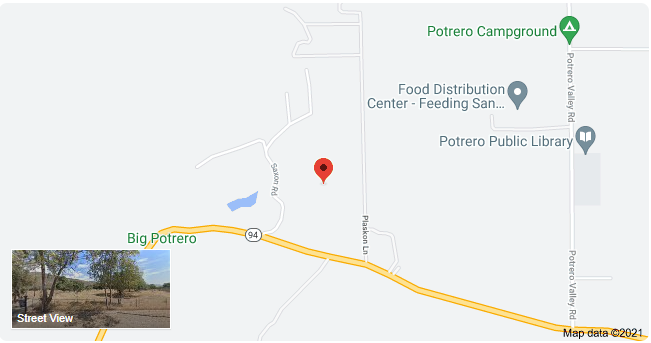 Potrero Campground
Potrero Valley Rd
Food Distribution
Center - Feeding San...
Potrero Public Library
Saxon Rd
Plaskon Ln
94
Big Potrero
Potrero Valley Rd
Street View
Map data ©2021